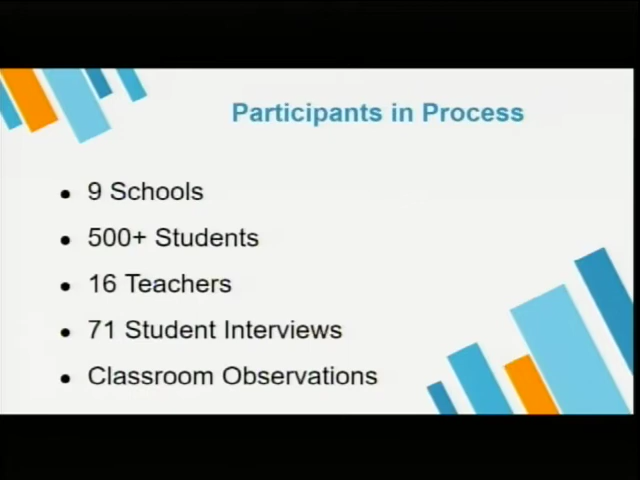 Participants in Process
• 9 Schools
• 500+ Students
• 16 Teachers
• 71 Student Interviews
• Classroom Observations